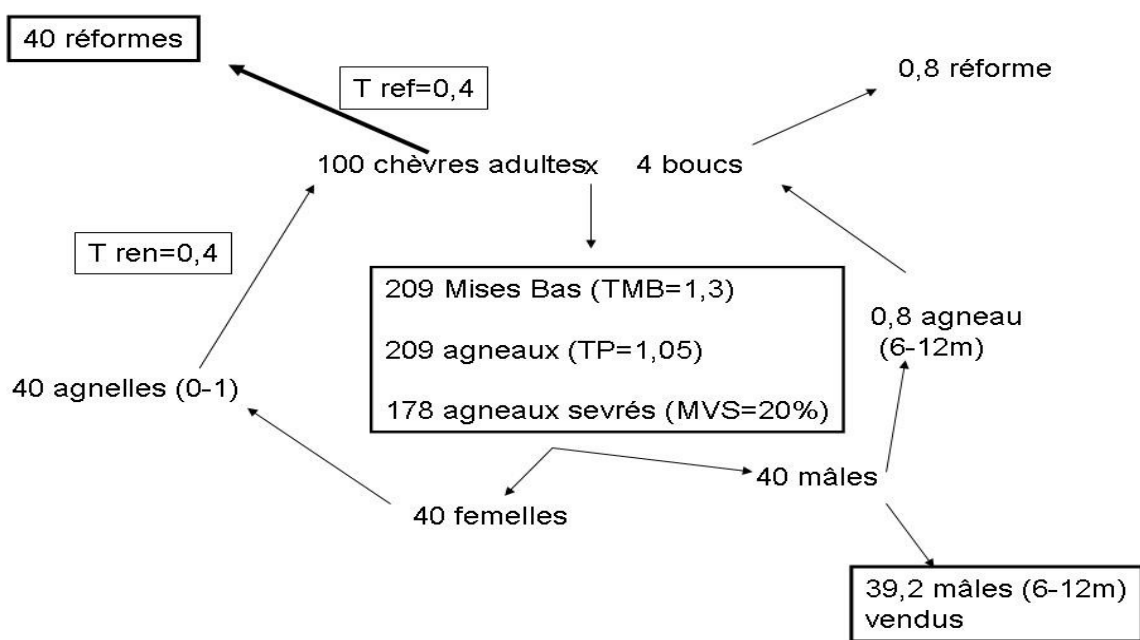 40 réformes
0,8 réforme
T ref=0,4
100 chèvres adultes x 4 boucs
T ren=0,4
209 Mises Bas (TMB=1,3)
209 agneaux (TP=1,05)
178 agneaux sevrés (MVS=20%)
0,8 agneau
(6-12m)
40 agnelles (0-1)
40 mâles
40 femelles
39,2 mâles (6-12m)
vendus